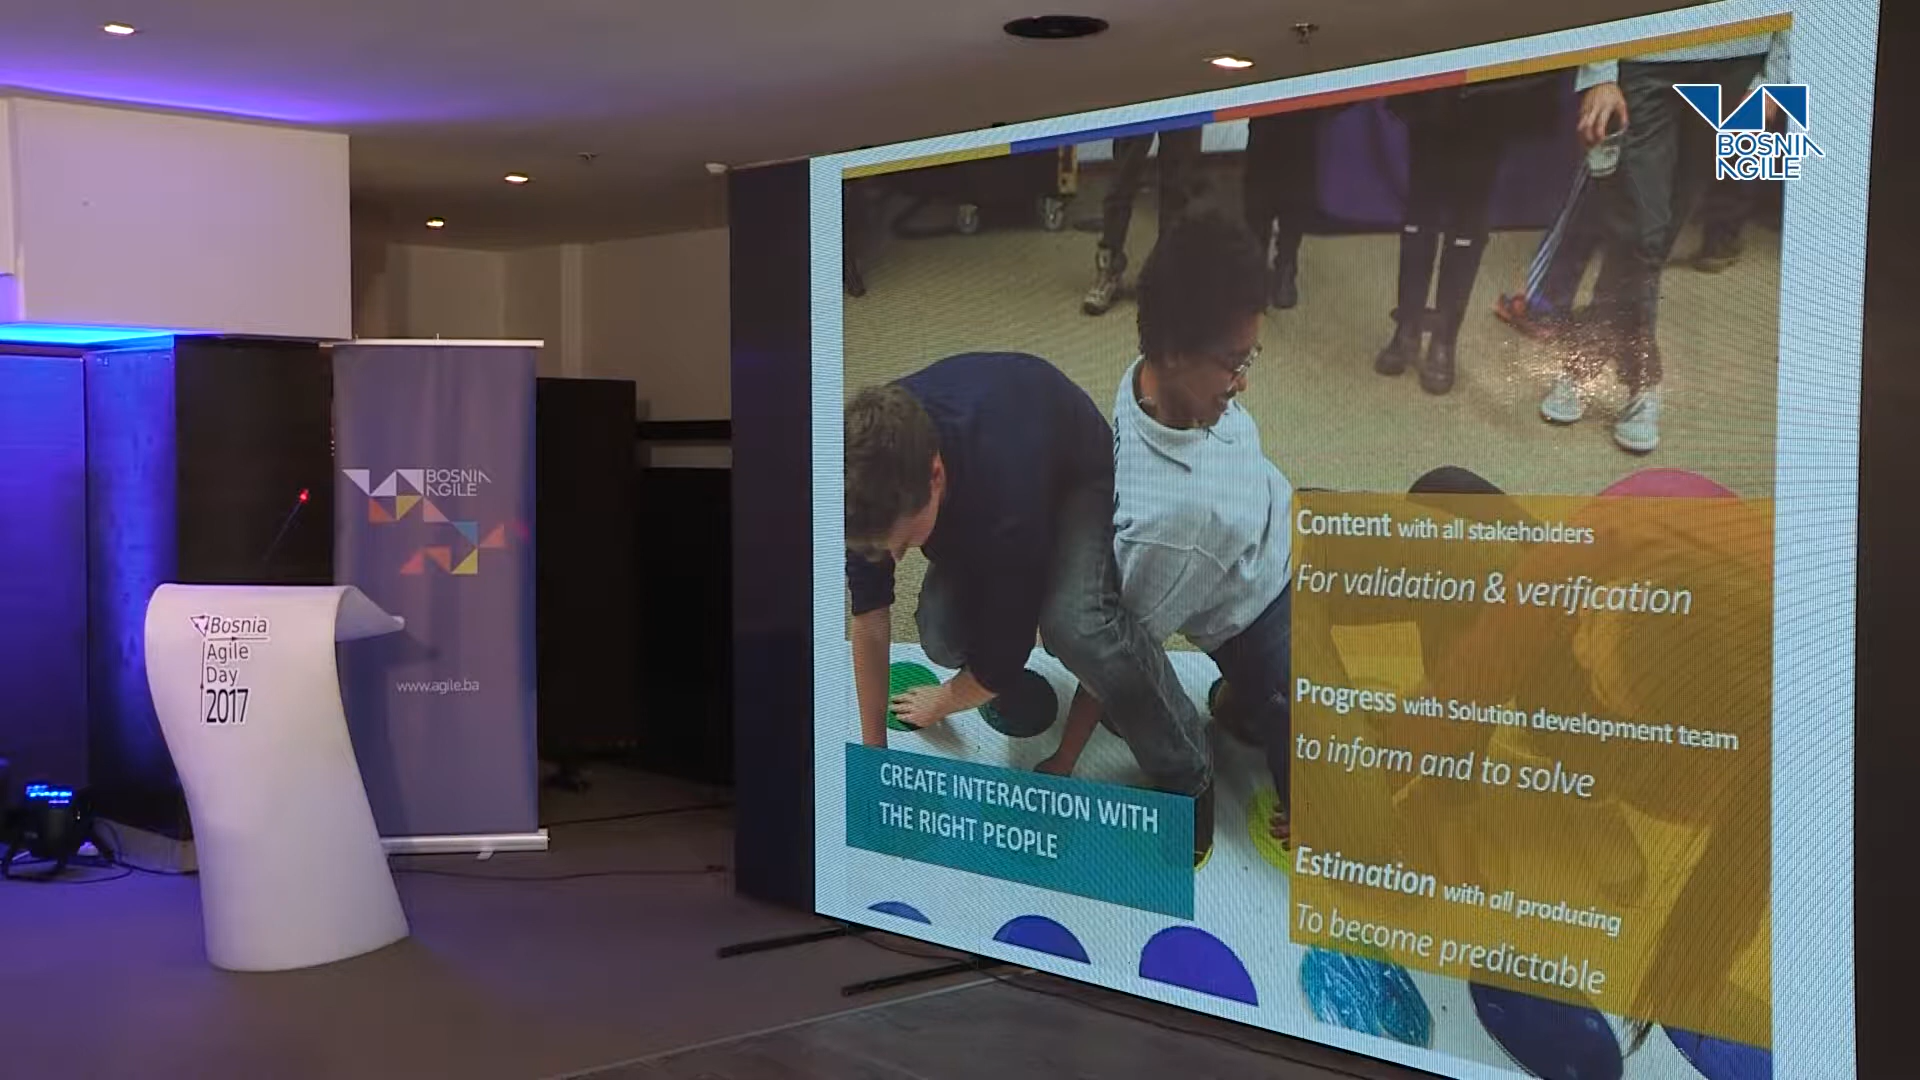 BOSNIA
AGILE
BOSNIA
AGILE
www.agile.ba
Bosnia
Agile
Day
2017
CREATE INTERACTION WITH
THE RIGHT PEOPLE
Content with all stakeholders
For validation & verification
Progress with Solution development team
to inform and to solve
Estimation with all producing
To become predictable